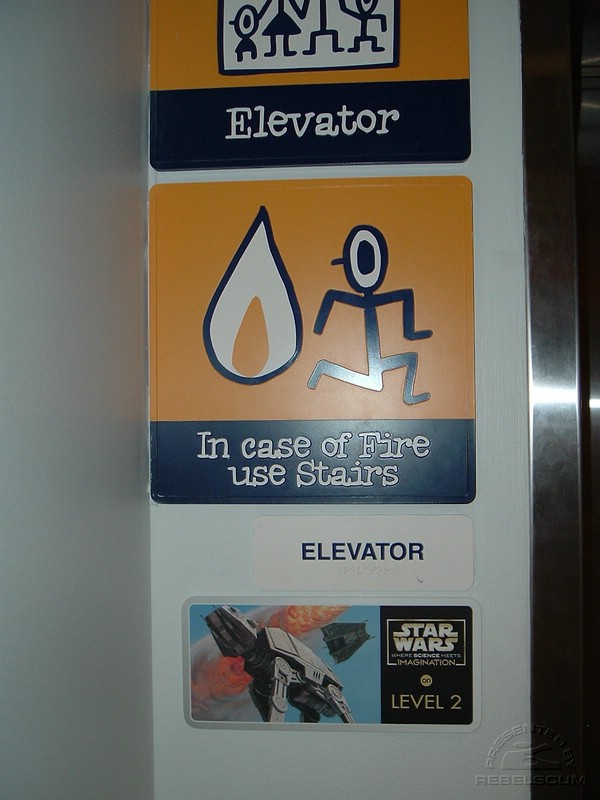 Elevator
In case of Fire
use Stairs
ELEVATOR
STAR
WARS
WHERE SCIENCE MEETS
IMAGINATION
on
LEVEL 2
PRESENTED BY
REBELSCUM